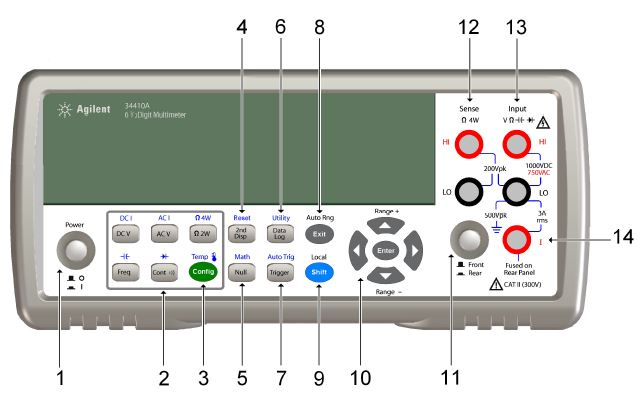 4 6 8 12 13
Agilent
34410A
6 ½ Digit Multimeter
Sense
Ω 4W
Input
V Ω ⊣⊢ ➔+
HI
HI
200Vpk
1000VDC
750VAC
LO
LO
500Vpk
3A
rms
I
14
Power
O
I
DC I AC I Ω 4W Reset Utility Auto Rng
DC V AC V Ω 2W 2nd Disp Data Log Exit
Temp Math Auto Trig Local
Freq Cont Config Null Trigger Shift
Range +
Enter
Range –
Front
Rear
Fused on
Rear Panel
CAT II (300V)
1 2 3 5 7 9 10 11